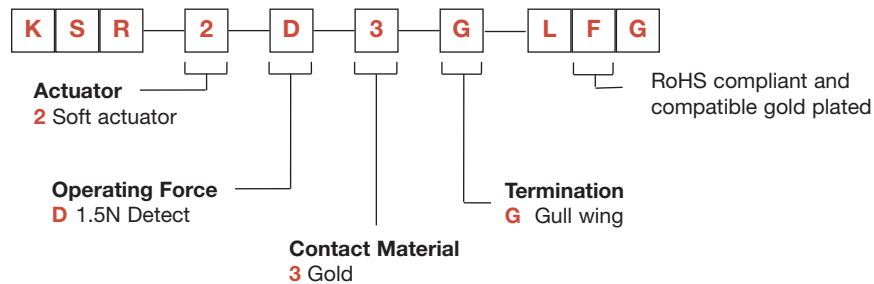 K S R 2 D 3 G L F G
Actuator
2 Soft actuator
RoHS compliant and
compatible gold plated
Operating Force
D 1.5N Detect
Termination
G Gull wing
Contact Material
3 Gold